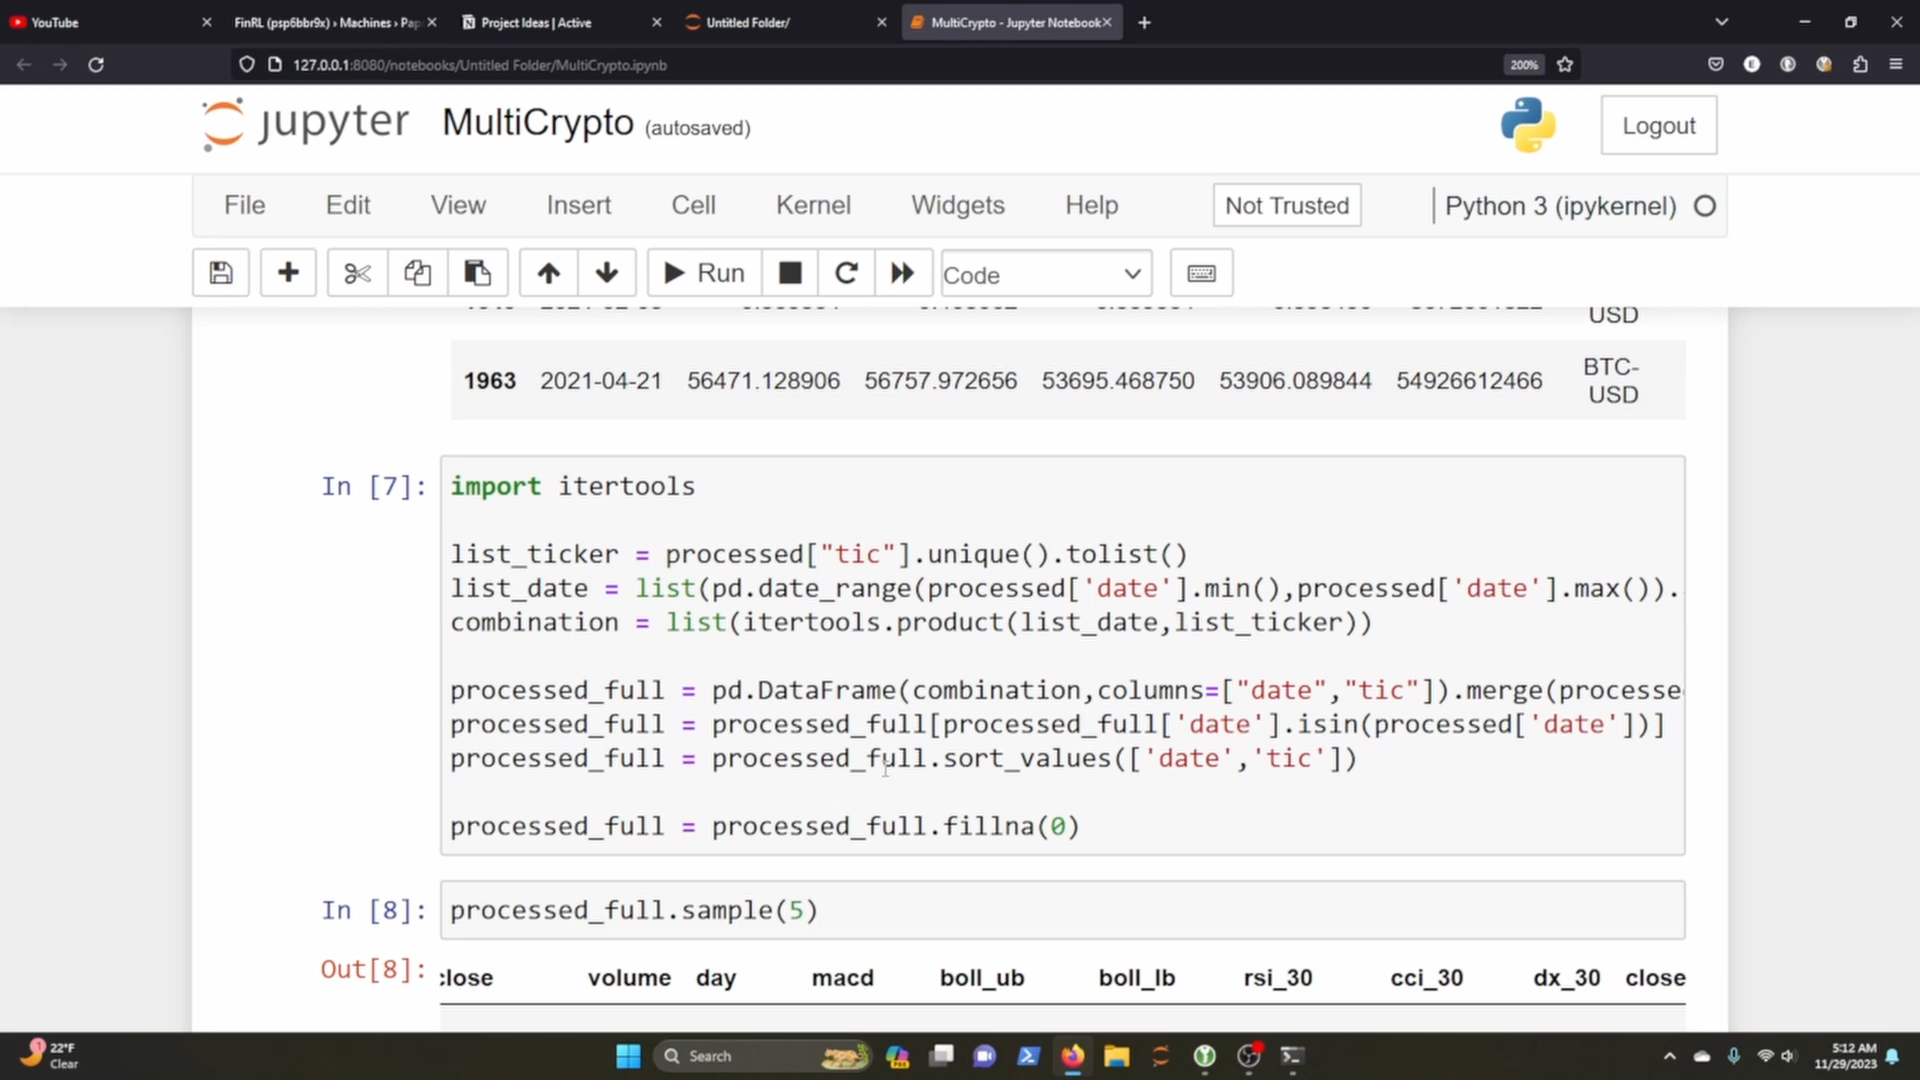 YouTube
FinRL (psp6bbr9x) › Machines › Pap
Project Ideas | Active
Untitled Folder/
MultiCrypto - Jupyter Notebook
127.0.0.1:8080/notebooks/Untitled Folder/MultiCrypto.ipynb
200%
jupyter MultiCrypto (autosaved)
Logout
File Edit View Insert Cell Kernel Widgets Help Not Trusted Python 3 (ipykernel)
Run Code
USD
1963 2021-04-21 56471.128906 56757.972656 53695.468750 53906.089844 54926612466 BTC-
USD
In [7]: import itertools
list_ticker = processed["tic"].unique().tolist()
list_date = list(pd.date_range(processed['date'].min(),processed['date'].max()).
combination = list(itertools.product(list_date,list_ticker))
processed_full = pd.DataFrame(combination,columns=["date","tic"]).merge(processe
processed_full = processed_full[processed_full['date'].isin(processed['date'])]
processed_full = processed_full.sort_values(['date','tic'])
processed_full = processed_full.fillna(0)
In [8]: processed_full.sample(5)
Out[8]: close volume day macd boll_ub boll_lb rsi_30 cci_30 dx_30 close
22°F
Clear
Search
5:12 AM
11/29/2023